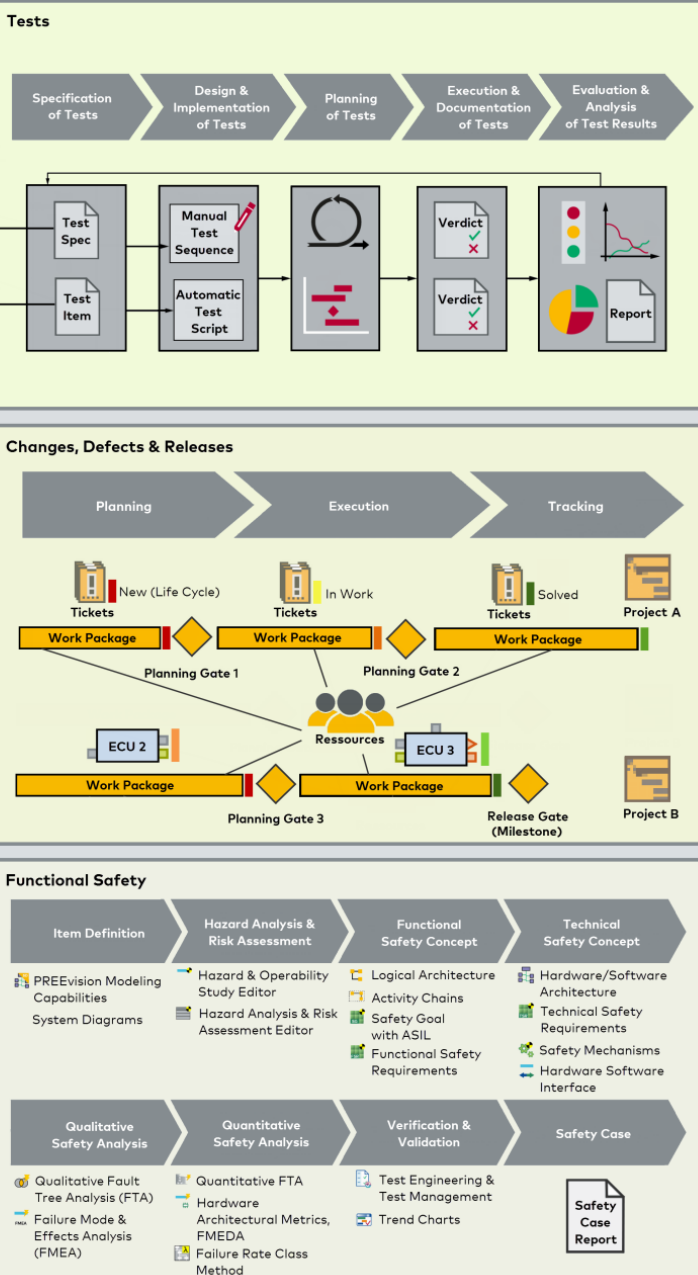 Tests
Specification
of Tests
Design &
Implementation
of Tests
Planning
of Tests
Execution &
Documentation
of Tests
Evaluation &
Analysis
of Test Results
Test
Spec
Test
Item
Manual
Test
Sequence
Automatic
Test
Script
Verdict
Verdict
Report
Changes, Defects & Releases
Planning
Execution
Tracking
New (Life Cycle)
Tickets
In Work
Tickets
Solved
Tickets
Project A
Work Package
Work Package
Work Package
Planning Gate 1
Planning Gate 2
Ressources
ECU 2
ECU 3
Work Package
Work Package
Planning Gate 3
Release Gate
(Milestone)
Project B
Functional Safety
Item Definition
Hazard Analysis &
Risk Assessment
Functional
Safety Concept
Technical
Safety Concept
PREEvision Modeling
Capabilities
System Diagrams
Hazard & Operability
Study Editor
Hazard Analysis & Risk
Assessment Editor
Logical Architecture
Activity Chains
Safety Goal
with ASIL
Functional Safety
Requirements
Hardware/Software
Architecture
Technical Safety
Requirements
Safety Mechanisms
Hardware Software
Interface
Qualitative
Safety Analysis
Quantitative
Safety Analysis
Verification &
Validation
Safety Case
Qualitative Fault
Tree Analysis (FTA)
FMEA
Failure Mode &
Effects Analysis
(FMEA)
Quantitative FTA
Hardware
Architectural Metrics,
FMEDA
Failure Rate Class
Method
Test Engineering &
Test Management
Trend Charts
Safety
Case
Report